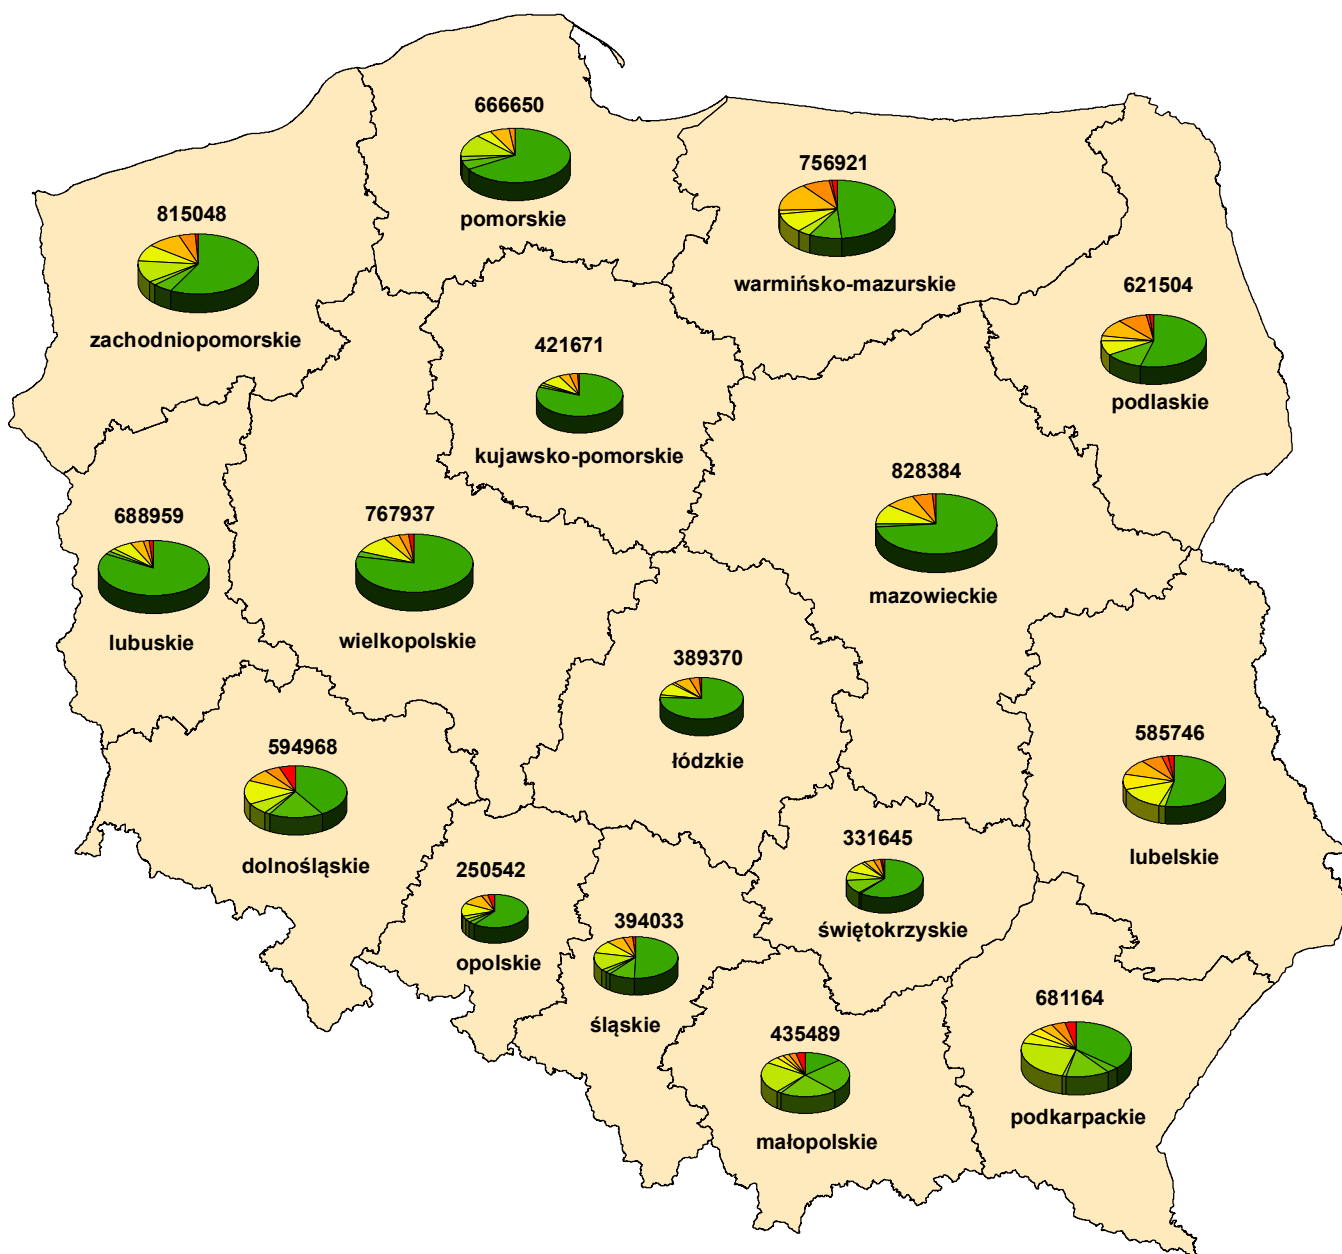 666650
pomorskie
756921
warmińsko-mazurskie
815048
zachodniopomorskie
621504
podlaskie
421671
kujawsko-pomorskie
828384
mazowieckie
688959
lubuskie
767937
wielkopolskie
389370
łódzkie
594968
dolnośląskie
585746
lubelskie
250542
opolskie
331645
świętokrzyskie
394033
śląskie
435489
małopolskie
681164
podkarpackie